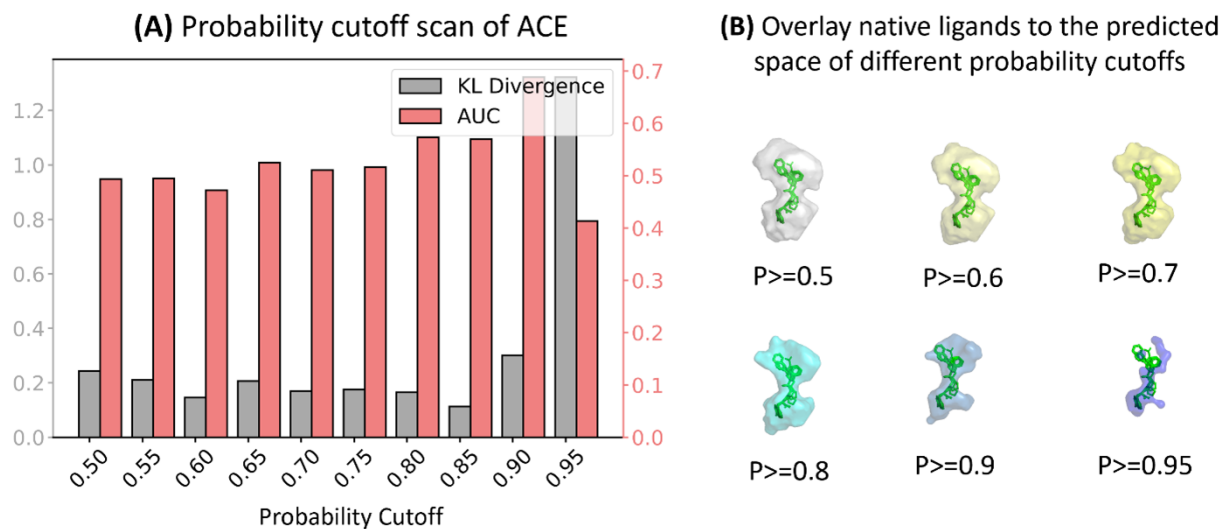 (A) Probability cutoff scan of ACE
1.2
1.0
0.8
0.6
0.4
0.2
0.0
KL Divergence
AUC
0.7
0.6
0.5
0.4
0.3
0.2
0.1
0.0
0.50 0.55 0.60 0.65 0.70 0.75 0.80 0.85 0.90 0.95
Probability Cutoff
(B) Overlay native ligands to the predicted
space of different probability cutoffs
P>=0.5 P>=0.6 P>=0.7
P>=0.8 P>=0.9 P>=0.95